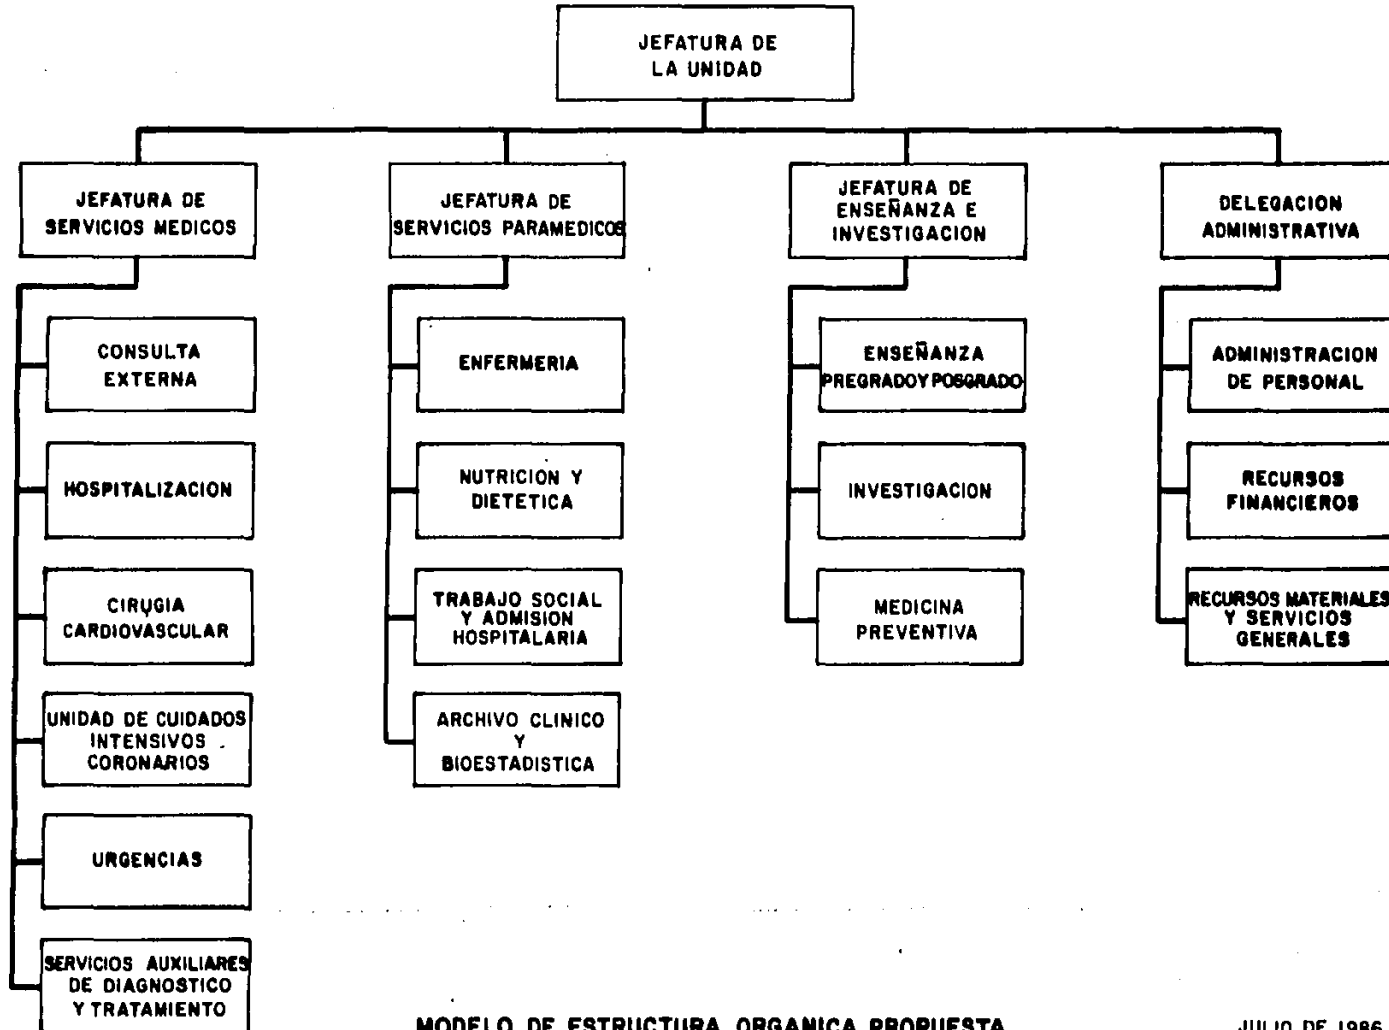 JEFATURA DE
LA UNIDAD
JEFATURA DE
SERVICIOS MEDICOS
JEFATURA DE
SERVICIOS PARAMEDICOS
JEFATURA DE
ENSEÑANZA E
INVESTIGACION
DELEGACION
ADMINISTRATIVA
CONSULTA
EXTERNA
HOSPITALIZACION
CIRUGIA
CARDIOVASCULAR
UNIDAD DE CUIDADOS
INTENSIVOS
CORONARIOS
URGENCIAS
SERVICIOS AUXILIARES
DE DIAGNOSTICO
Y TRATAMIENTO
ENFERMERIA
NUTRICION Y
DIETETICA
TRABAJO SOCIAL
Y ADMISION
HOSPITALARIA
ARCHIVO CLINICO
Y
BIOESTADISTICA
ENSEÑANZA
PREGRADO Y POSGRADO
INVESTIGACION
MEDICINA
PREVENTIVA
ADMINISTRACION
DE PERSONAL
RECURSOS
FINANCIEROS
RECURSOS MATERIALES
Y SERVICIOS
GENERALES
MODELO DE ESTRUCTURA ORGANICA PROPUESTA
JULIO DE 1986